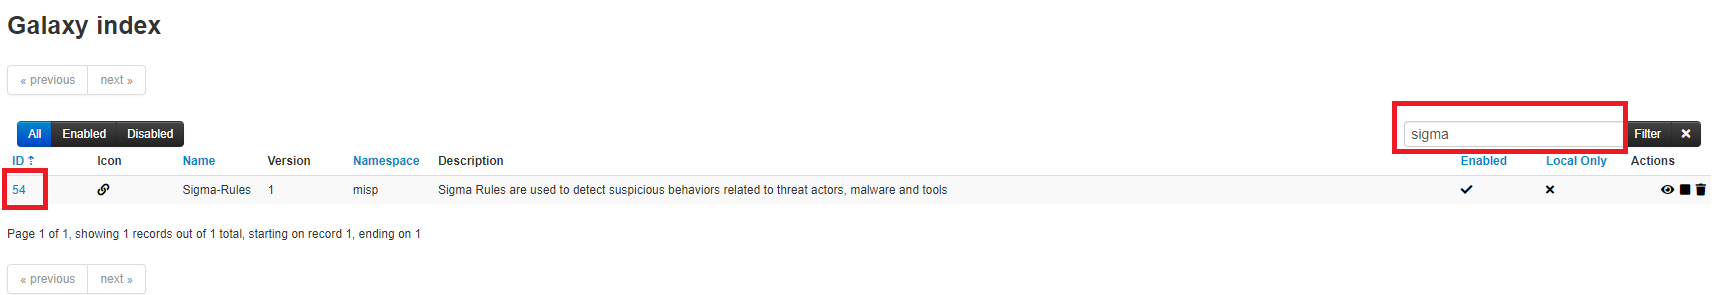 Galaxy index
« previous next »
All Enabled Disabled sigma Filter ×
ID ⇡ Icon Name Version Namespace Description Enabled Local Only Actions
54 Sigma-Rules 1 misp Sigma Rules are used to detect suspicious behaviors related to threat actors, malware and tools
Page 1 of 1, showing 1 records out of 1 total, starting on record 1, ending on 1
« previous next »